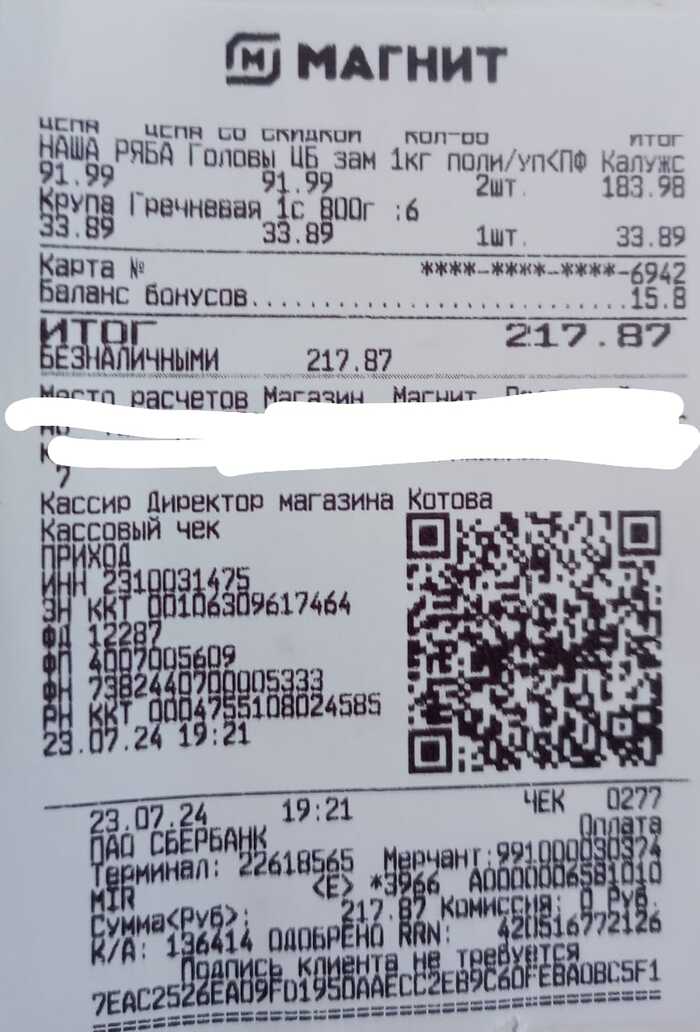 М МАГНИТ
цена цена со скидкой кол-во итог
НАША РЯБА Головы ЦБ зам 1кг поли/уп<ПФ Калужс
91.99 91.99 2шт. 183.98
Крупа Гречневая 1с 800г :6
33.89 33.89 1шт. 33.89
Карта № ****-****-****-6942
Баланс бонусов..............................15.8
ИТОГ 217.87
БЕЗНАЛИЧНЫМИ 217.87
Место расчетов Магазин Магнит
7
Кассир Директор магазина Котова
Кассовый чек
ПРИХОД
ИНН 2310031475
ЗН ККТ 00106309617464
ФД 12287
ФП 4007005609
ФН 7382440700005333
РН ККТ 0004755108024585
23.07.24 19:21
23.07.24 19:21 ЧЕК 0277
ПАО СБЕРБАНК Оплата
Терминал: 22618565 Мерчант:991000030374
MIR <E> *3966 A0000006581010
Сумма<Руб>: 217.87 Комиссия: 0 Руб.
К/А: 136414 ОДОБРЕНО RRN: 420516772126
Подпись клиента не требуется
7EAC2526EA09FD1950AAECC2EB9C60FEBA0BC5F1
==========================================